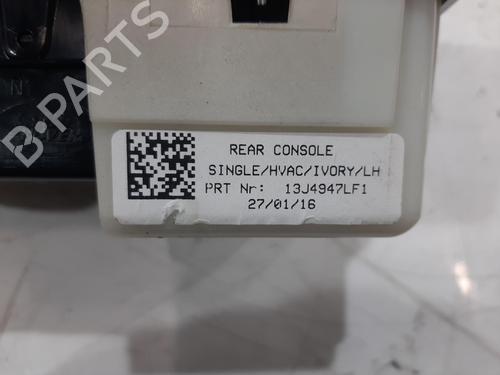 B-PARTS
REAR CONSOLE
SINGLE/HVAC/IVORY/LH
PRT Nr: 13J4947LF1
27/01/16